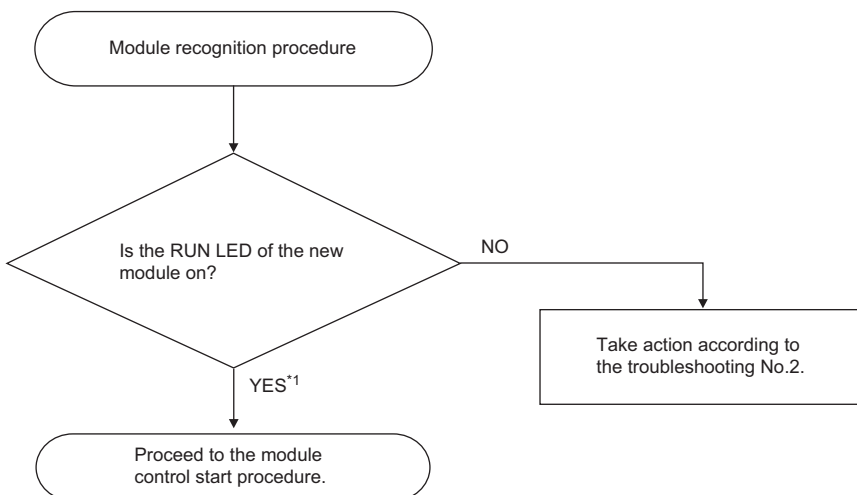 Module recognition procedure
Is the RUN LED of the new
module on?
NO
Take action according to
the troubleshooting No.2.
YES*1
Proceed to the module
control start procedure.